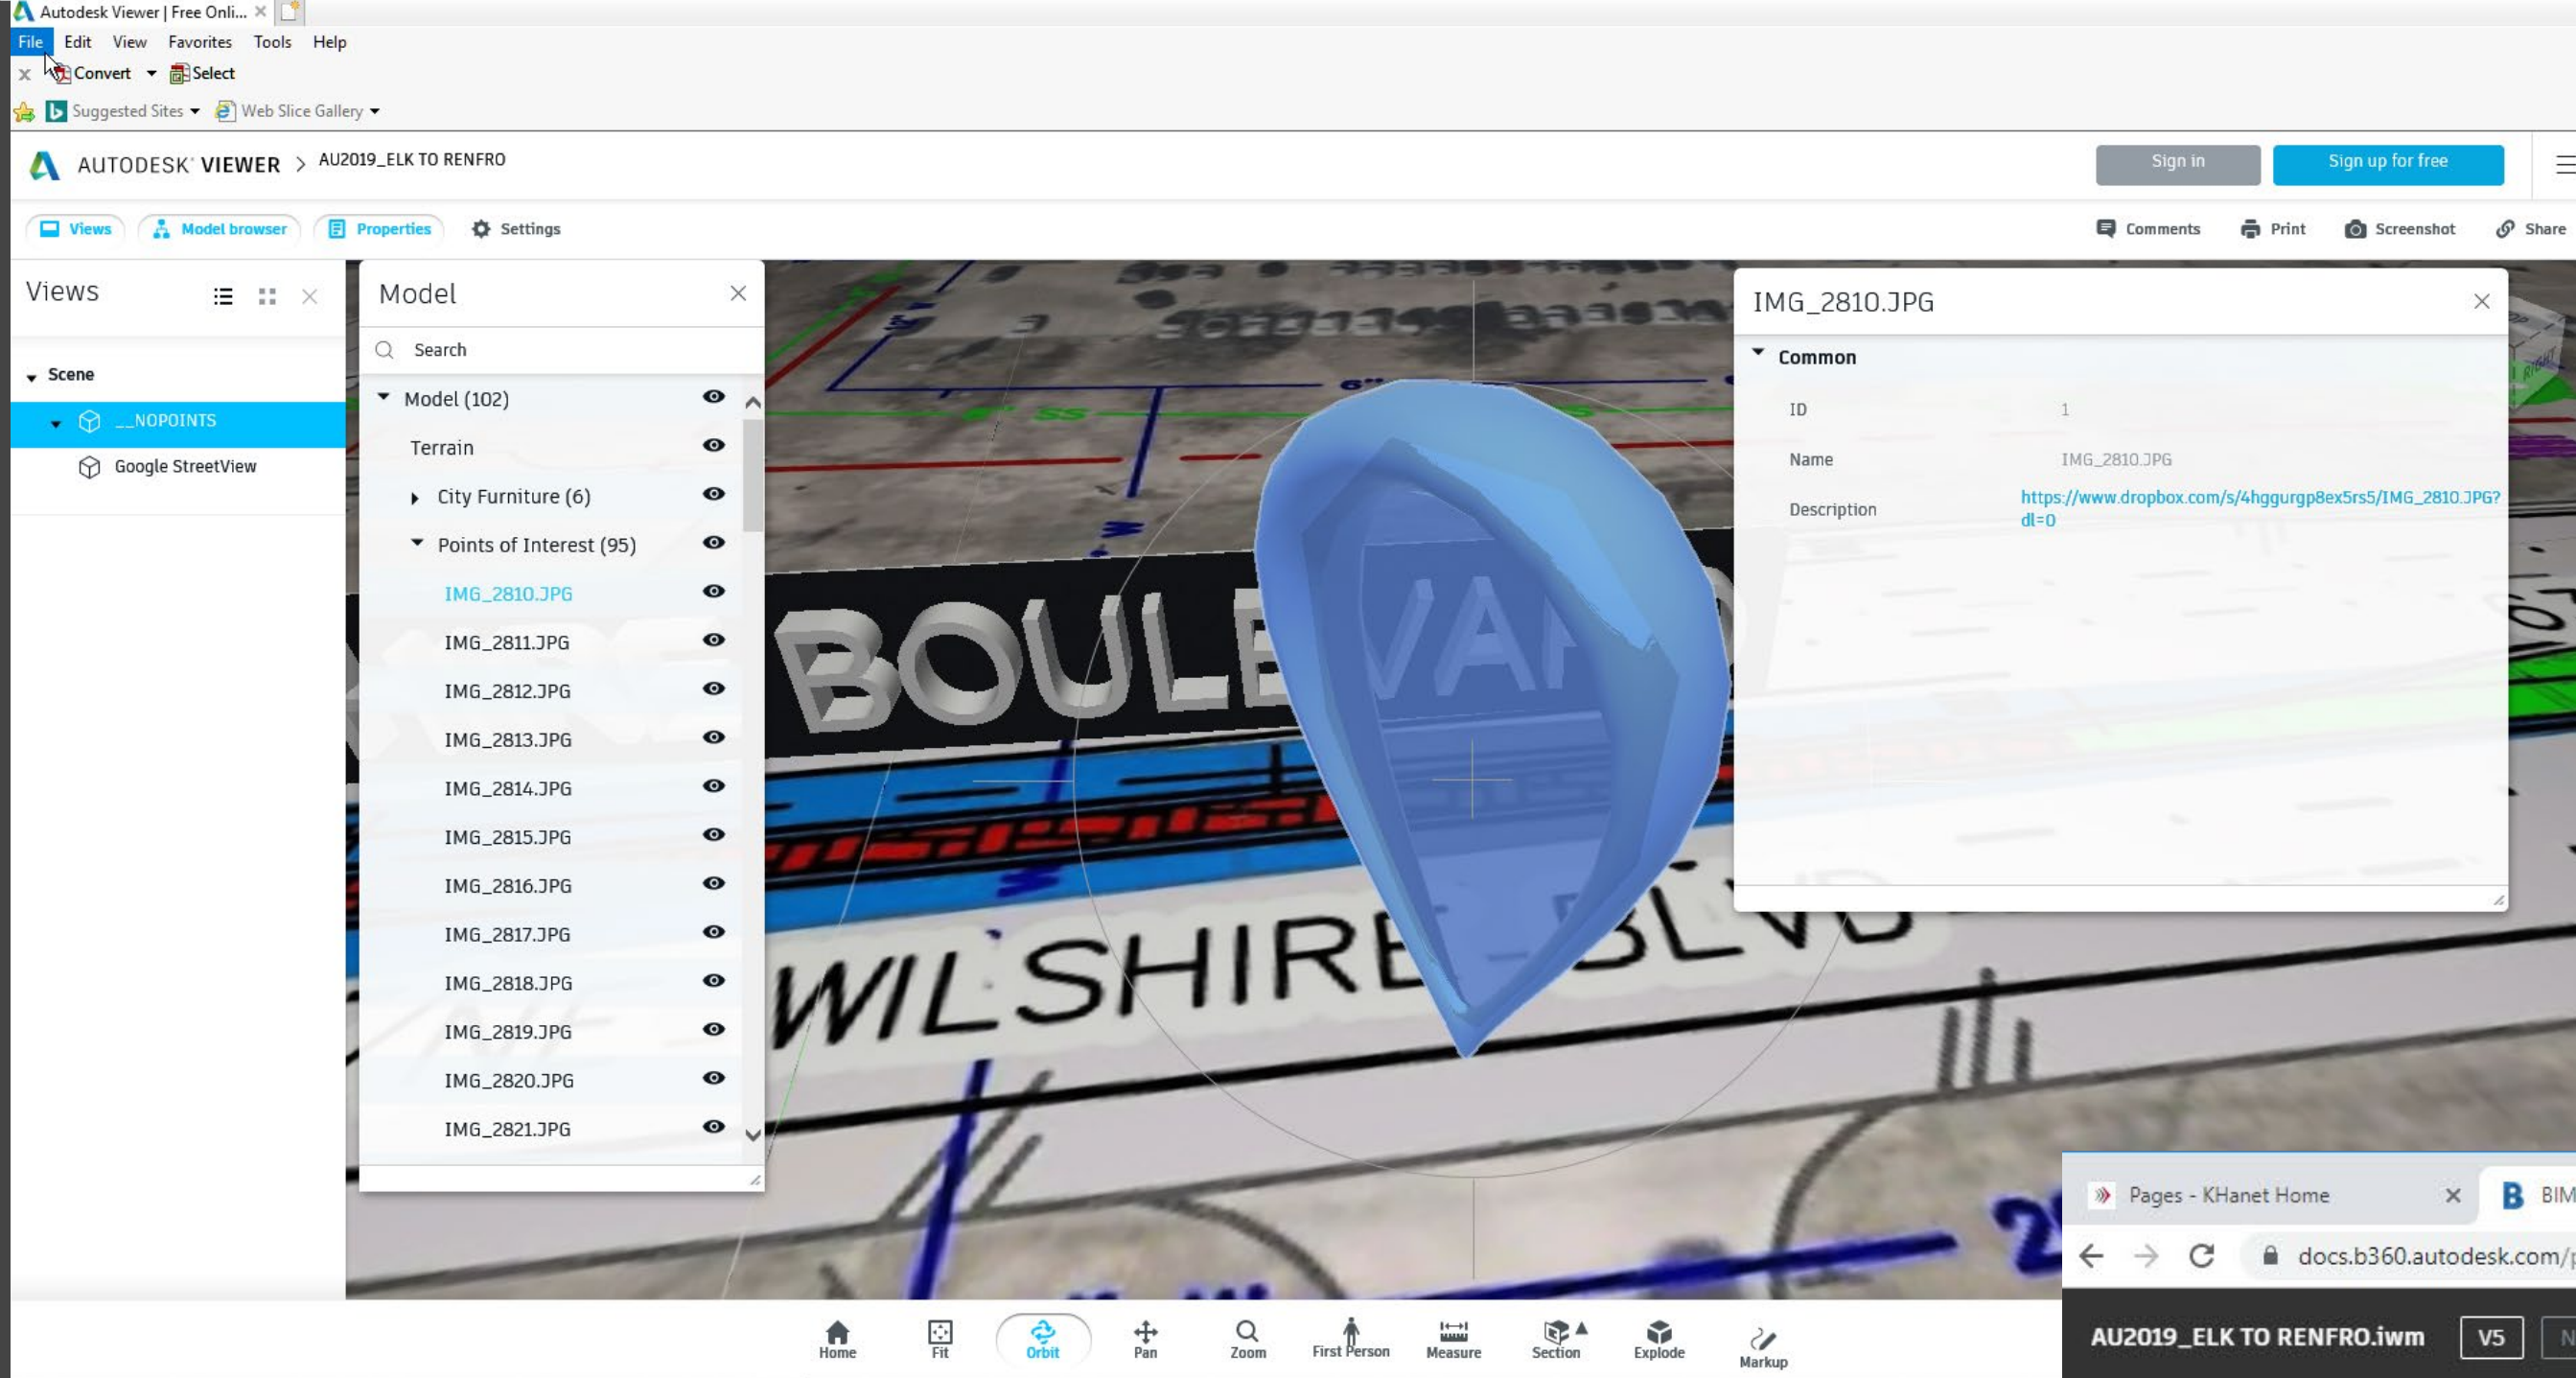 Autodesk Viewer | Free Onli...
File Edit View Favorites Tools Help
Convert Select
Suggested Sites Web Slice Gallery
AUTODESK® VIEWER > AU2019_ELK TO RENFRO
Sign in Sign up for free
Views Model browser Properties Settings
Comments Print Screenshot Share
Views
Scene
__NOPOINTS
Google StreetView
Model
Search
Model (102)
Terrain
City Furniture (6)
Points of Interest (95)
IMG_2810.JPG
IMG_2811.JPG
IMG_2812.JPG
IMG_2813.JPG
IMG_2814.JPG
IMG_2815.JPG
IMG_2816.JPG
IMG_2817.JPG
IMG_2818.JPG
IMG_2819.JPG
IMG_2820.JPG
IMG_2821.JPG
6"
SS
W
BOULEVARD
W
WILSHIRE BLVD
IMG_2810.JPG
Common
ID 1
Name IMG_2810.JPG
Description https://www.dropbox.com/s/4hggurgp8ex5rs5/IMG_2810.JPG?
dl=0
RIGHT
Pages - KHanet Home BIM
docs.b360.autodesk.com/p
AU2019_ELK TO RENFRO.iwm V5 N
Home Fit Orbit Pan Zoom First Person Measure Section Explode Markup